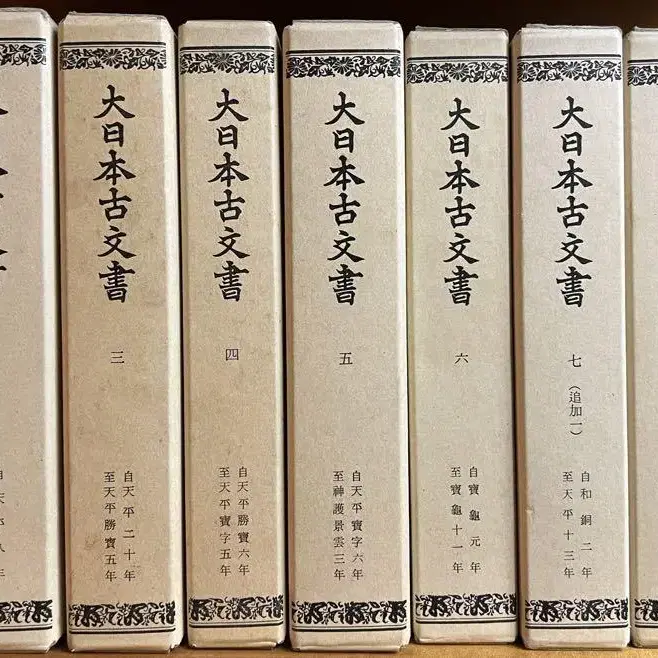 大日本古文書
三
自天平二十年
至天平勝寶五年
大日本古文書
四
自天平勝寶六年
至天平寶字五年
大日本古文書
五
自天平寶字六年
至神護景雲三年
大日本古文書
六
自寶龜元年
至寶龜十一年
大日本古文書
七（追加一）
自和銅二年
至天平十三年